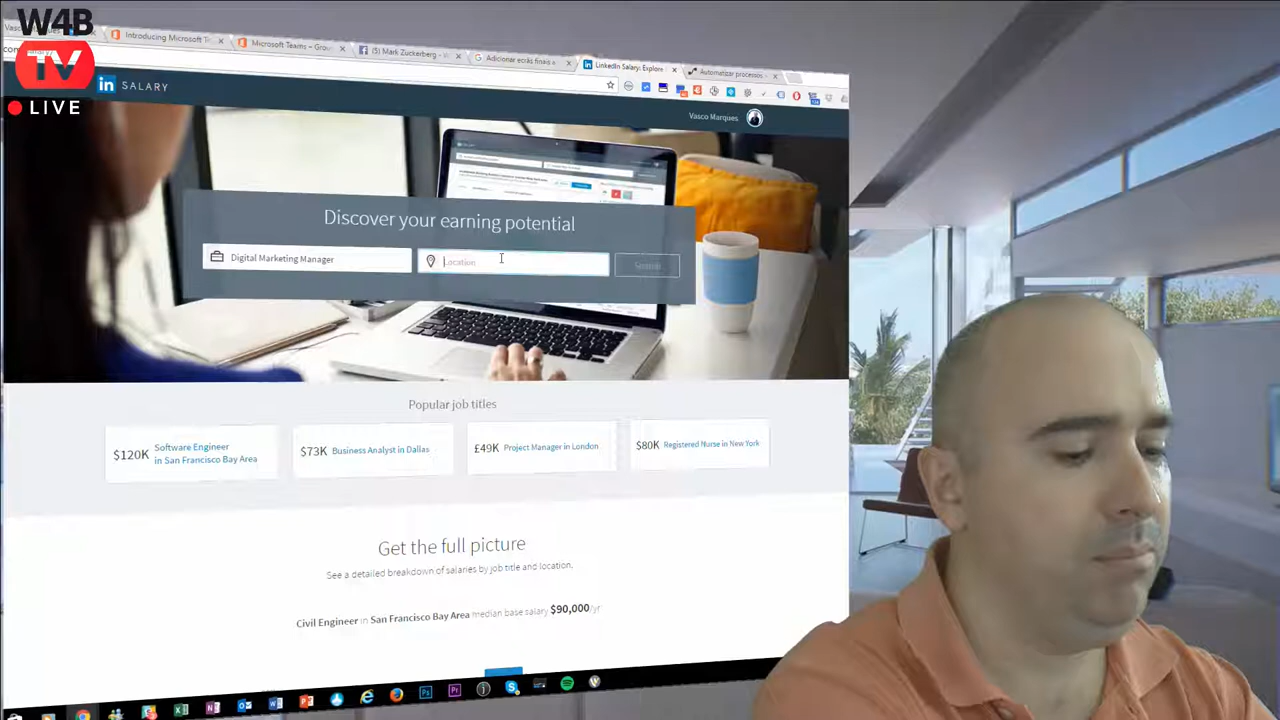 W4B
TV
LIVE
Introducing Microsoft T
Microsoft Teams – Grou
(5) Mark Zuckerberg -
Adicionar ecrãs finais
LinkedIn Salary: Explore
Automatizar processos
in SALARY
Vasco Marques
Discover your earning potential
Digital Marketing Manager
Location
Search
Popular job titles
$120K Software Engineer
in San Francisco Bay Area
$73K Business Analyst in Dallas
£49K Project Manager in London
$80K Registered Nurse in New York
Get the full picture
See a detailed breakdown of salaries by job title and location.
Civil Engineer in San Francisco Bay Area median base salary $90,000/yr